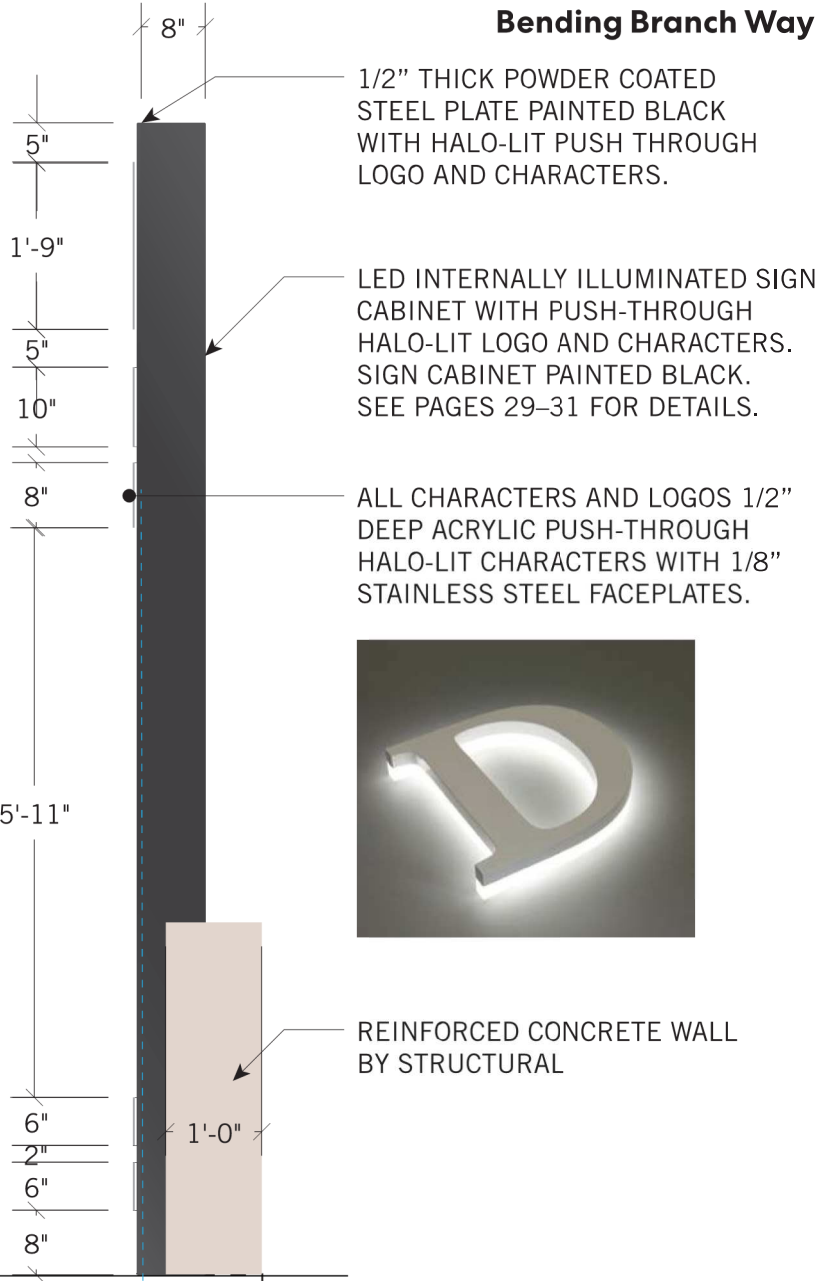 Bending Branch Way
8"
1/2” THICK POWDER COATED
STEEL PLATE PAINTED BLACK
WITH HALO-LIT PUSH THROUGH
LOGO AND CHARACTERS.
5"
1'-9"
LED INTERNALLY ILLUMINATED SIGN
CABINET WITH PUSH-THROUGH
HALO-LIT LOGO AND CHARACTERS.
SIGN CABINET PAINTED BLACK.
SEE PAGES 29–31 FOR DETAILS.
5"
10"
8"
ALL CHARACTERS AND LOGOS 1/2”
DEEP ACRYLIC PUSH-THROUGH
HALO-LIT CHARACTERS WITH 1/8”
STAINLESS STEEL FACEPLATES.
D
5'-11"
REINFORCED CONCRETE WALL
BY STRUCTURAL
6"
1'-0"
2"
6"
8"